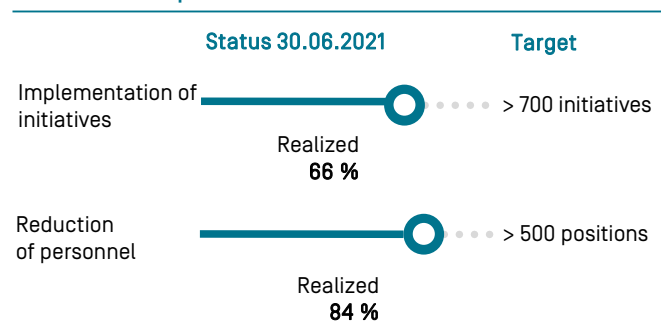 Status 30.06.2021
Target
Implementation of
initiatives
> 700 initiatives
Realized
66 %
Reduction
of personnel
> 500 positions
Realized
84 %